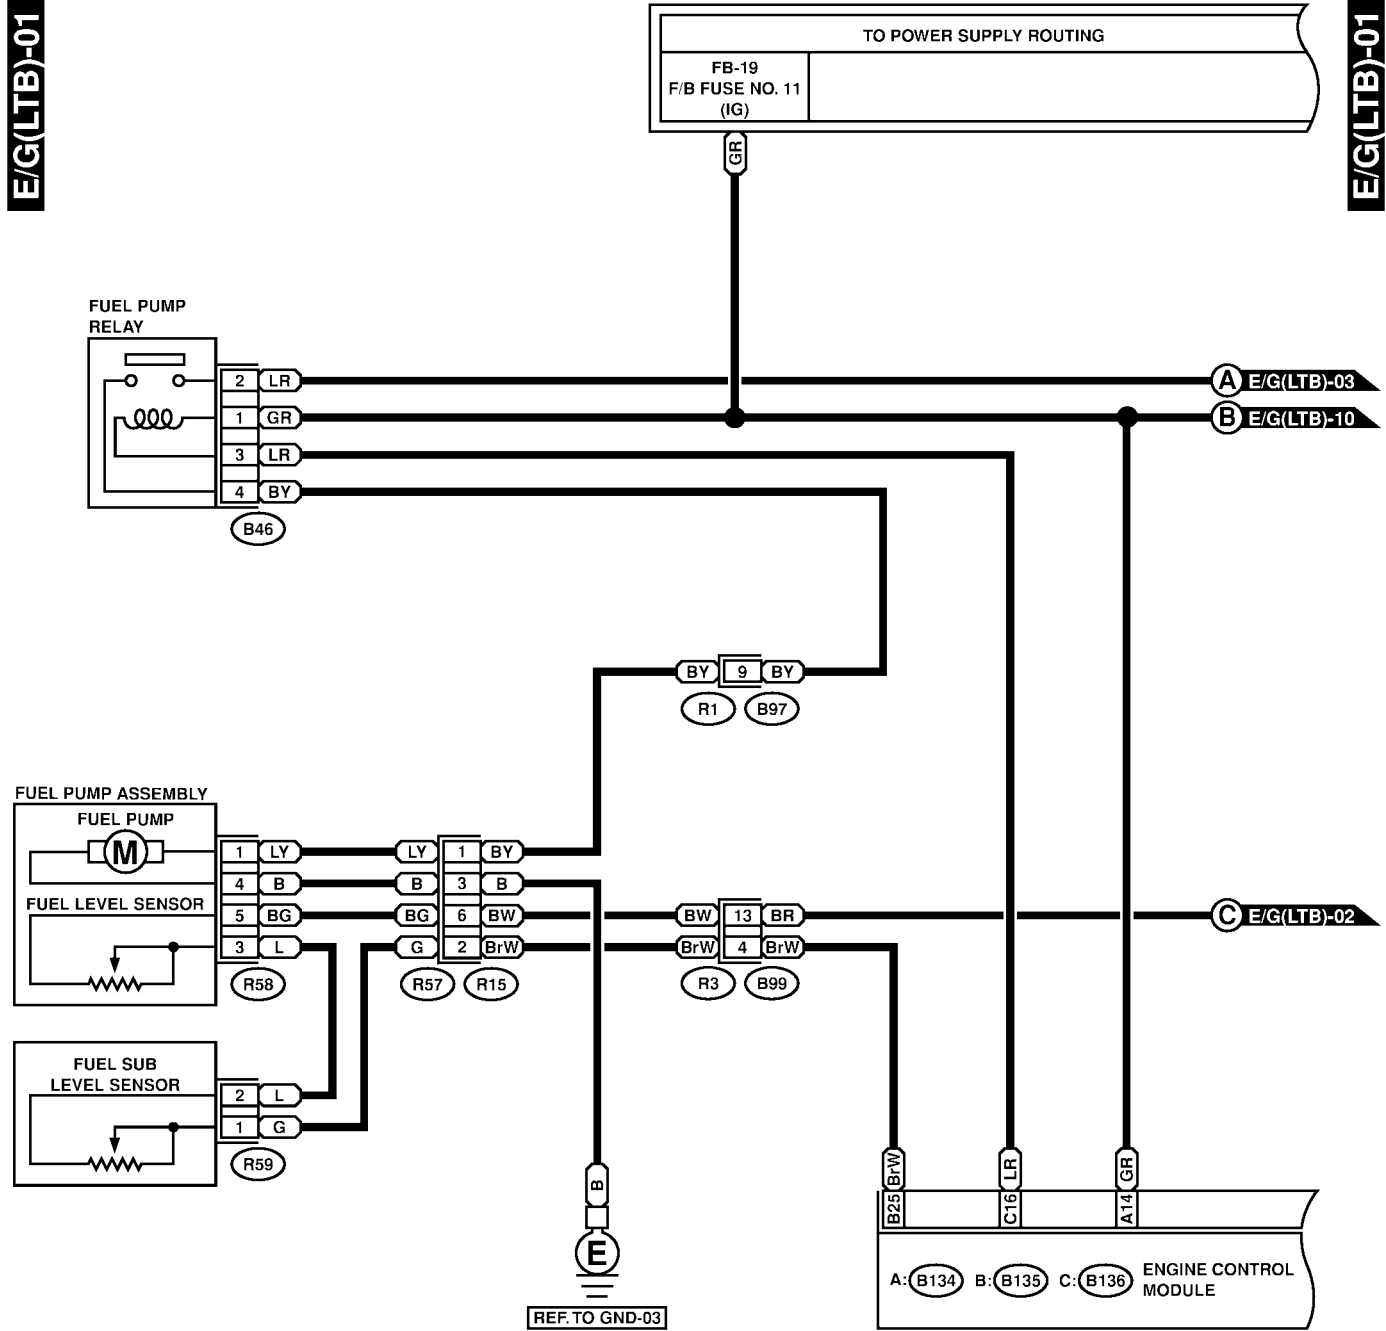 E/G(LTB)-01
E/G(LTB)-01
TO POWER SUPPLY ROUTING
FB-19
F/B FUSE NO. 11
(IG)
GR
FUEL PUMP
RELAY
2 LR
A E/G(LTB)-03
1 GR
B E/G(LTB)-10
3 LR
4 BY
B46
BY 9 BY
R1 B97
FUEL PUMP ASSEMBLY
FUEL PUMP
M
1 LY LY 1 BY
4 B B 3 B
FUEL LEVEL SENSOR
5 BG BG 6 BW BW 13 BR
C E/G(LTB)-02
3 L G 2 BrW BrW 4 BrW
R58 R57 R15 R3 B99
FUEL SUB
LEVEL SENSOR
2 L
1 G
R59
B
E
REF. TO GND-03
BrW LR GR
B25 C16 A14
A: B134 B: B135 C: B136
ENGINE CONTROL
MODULE